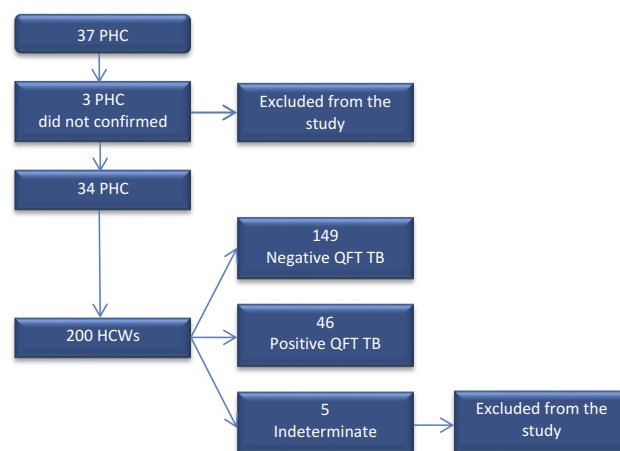 37 PHC
3 PHC
did not confirmed
Excluded from the
study
34 PHC
149
Negative QFT TB
200 HCWs
46
Positive QFT TB
5
Indeterminate
Excluded from the
study